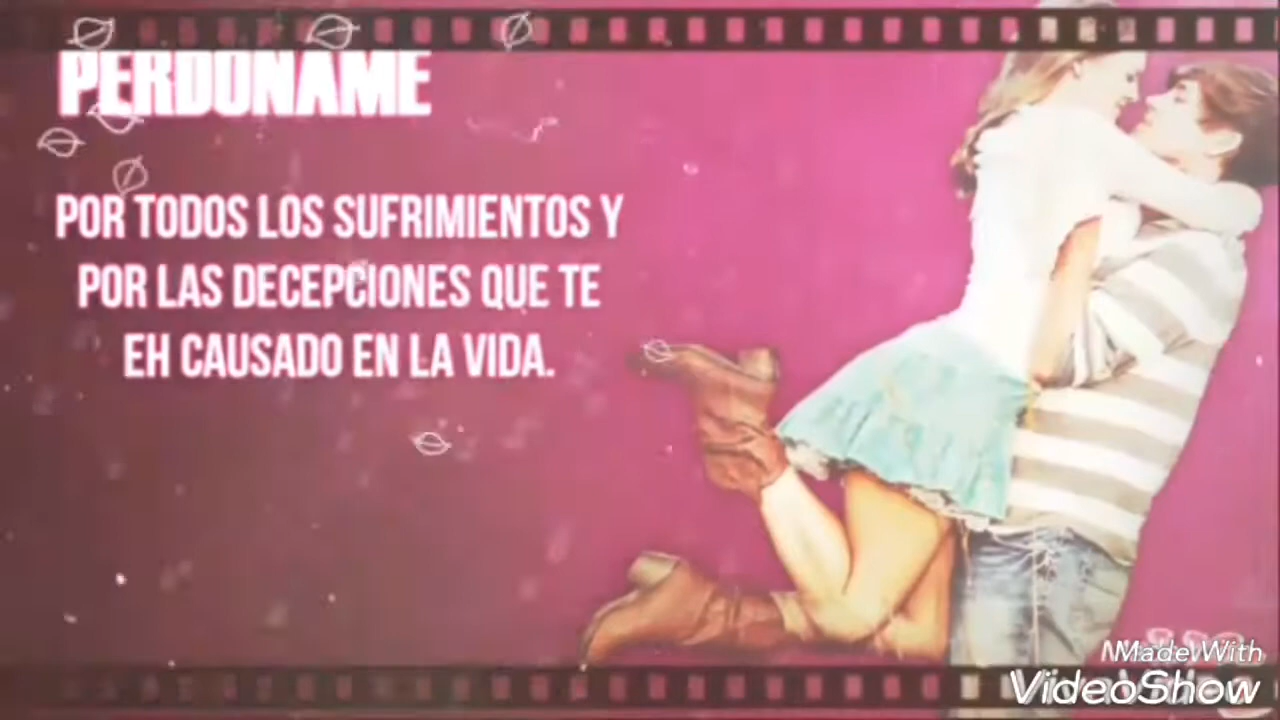 PERDONAME
POR TODOS LOS SUFRIMIENTOS Y
POR LAS DECEPCIONES QUE TE
EH CAUSADO EN LA VIDA.
Made With
VideoShow